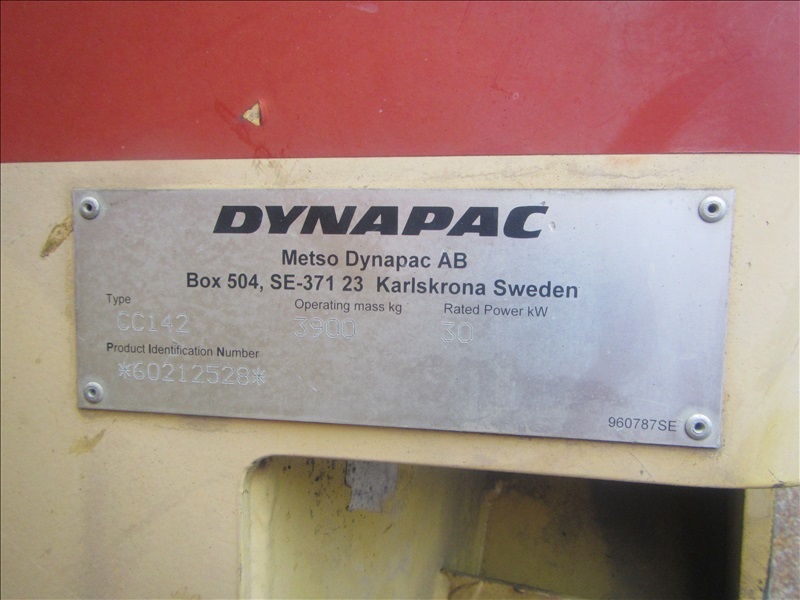 DYNAPAC
Metso Dynapac AB
Box 504, SE-371 23 Karlskrona Sweden
Type Operating mass kg Rated Power kW
CC142 3900 30
Product Identification Number
*60212528*
960787SE